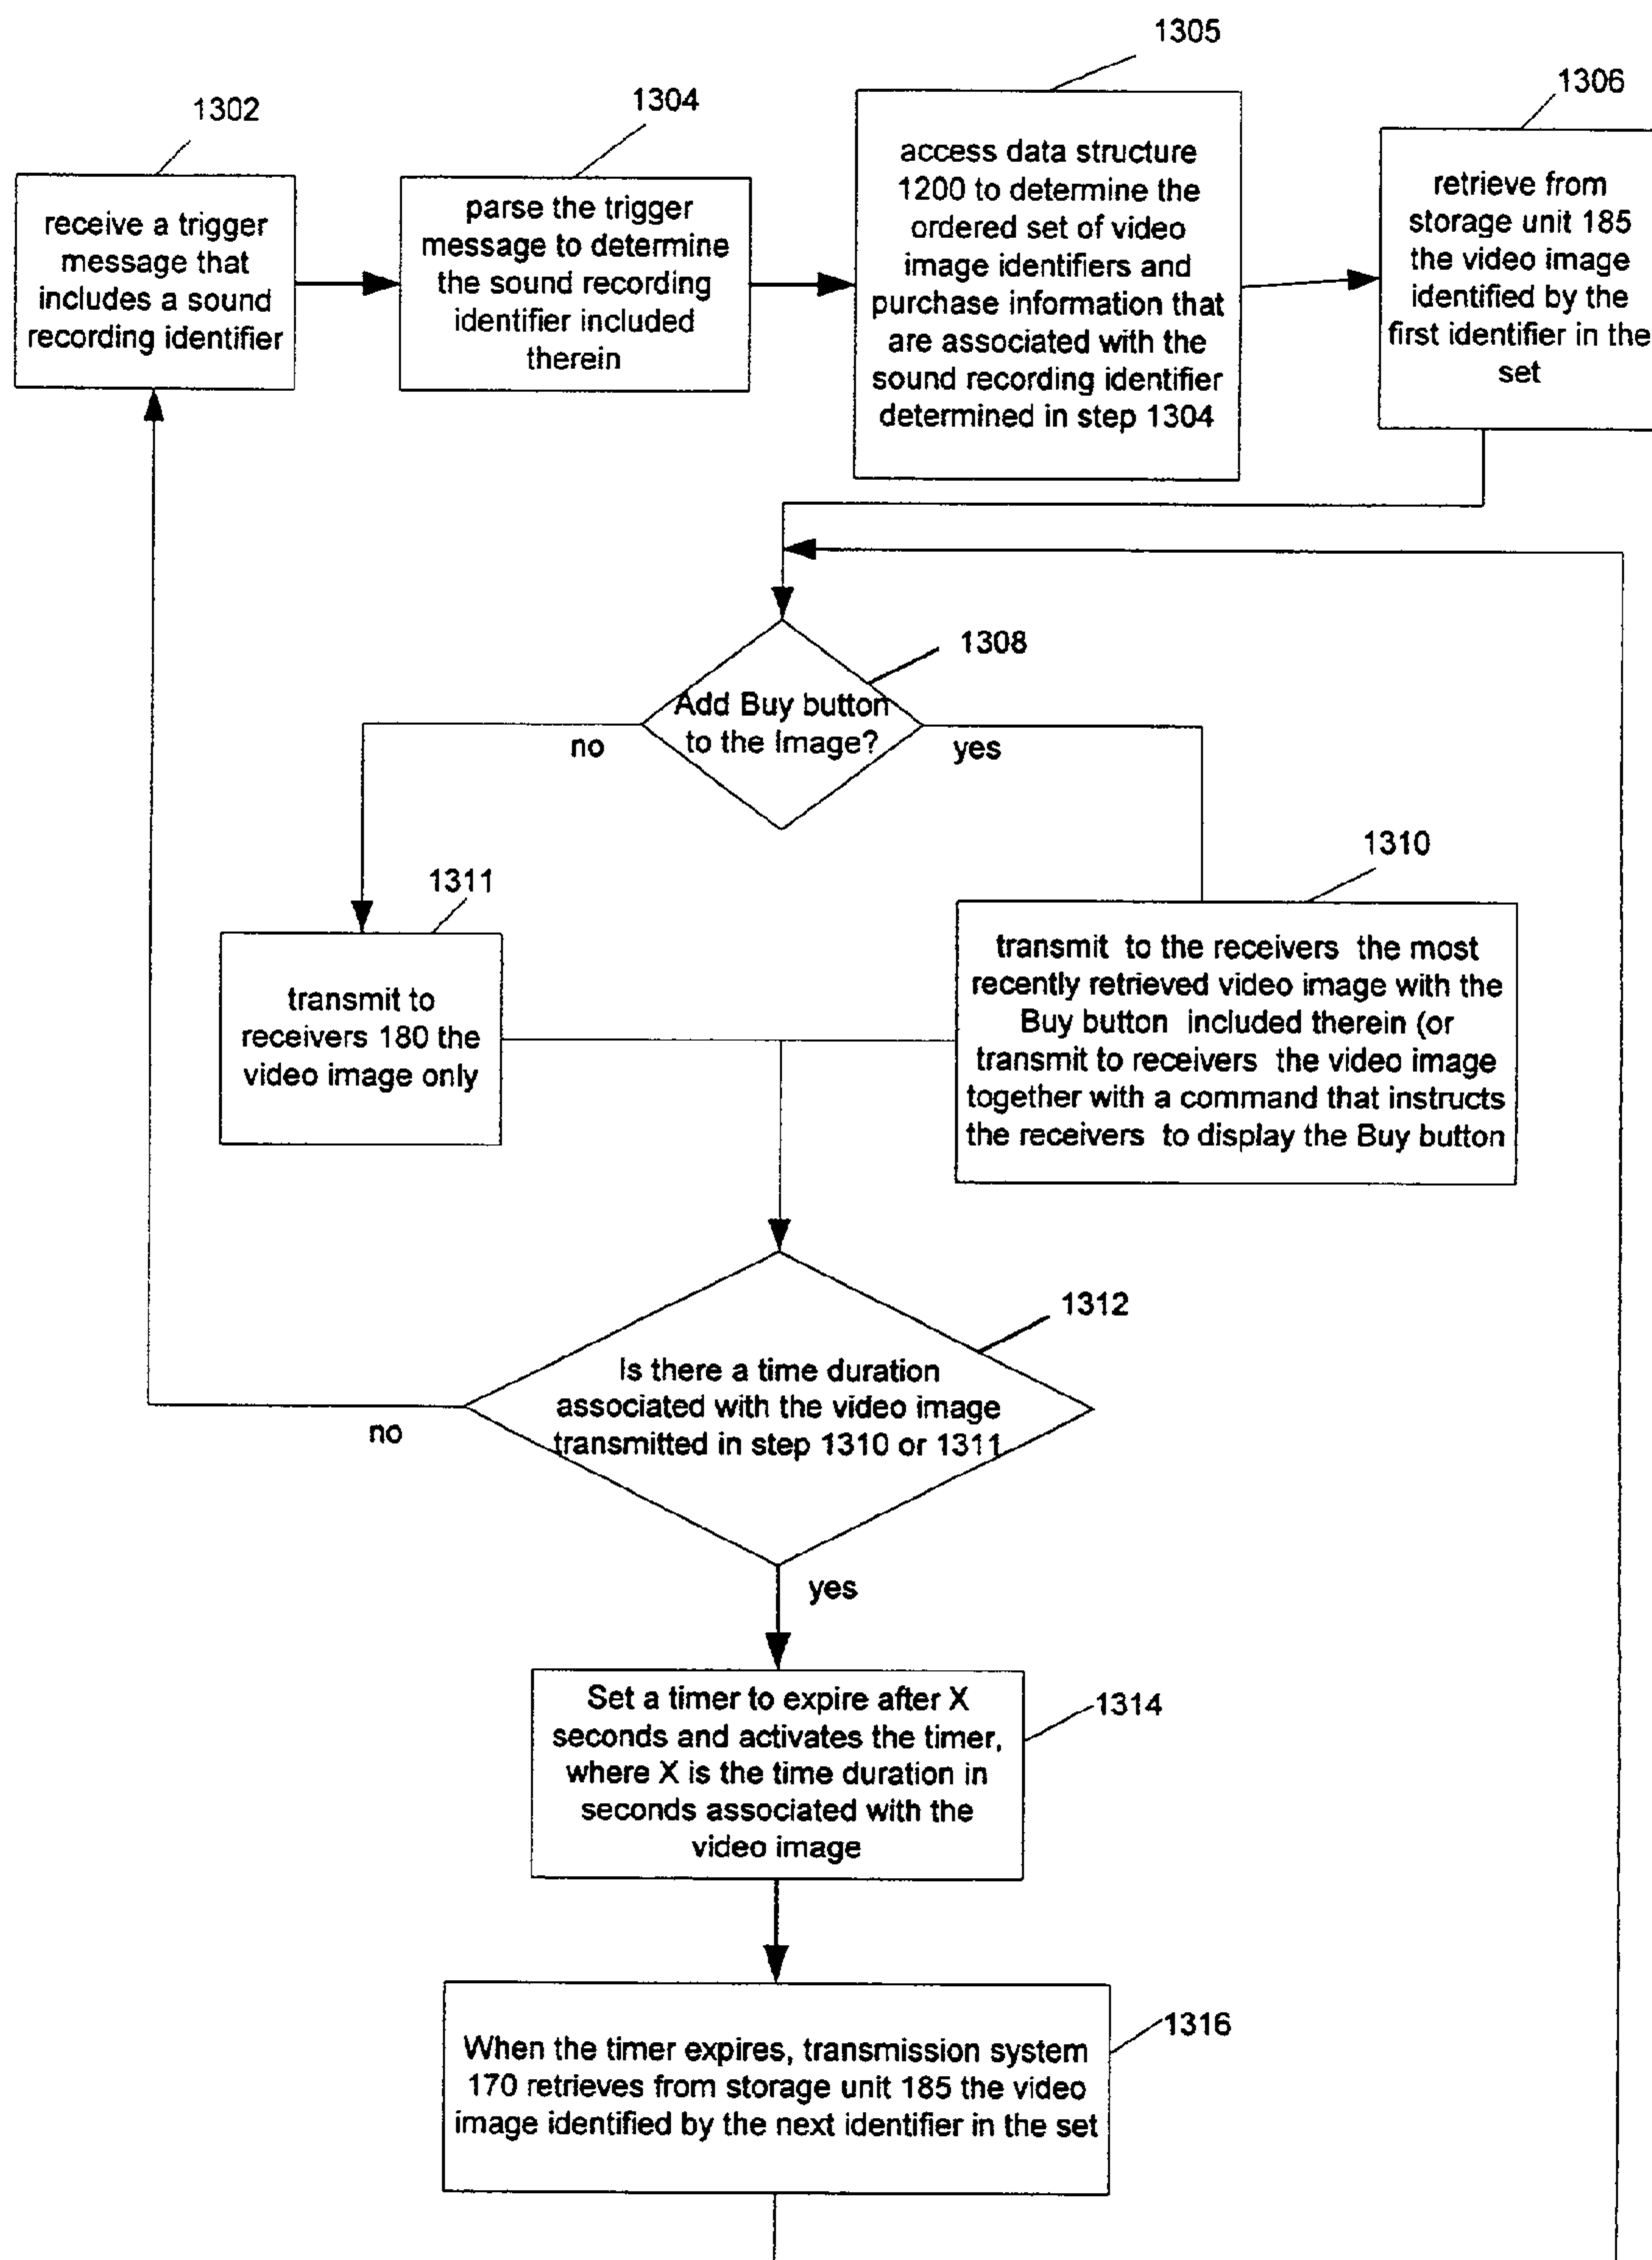 1302
receive a trigger
message that
includes a sound
recording identifier
1304
parse the trigger
message to determine
the sound recording
identifier included
therein
1305
access data structure
1200 to determine the
ordered set of video
image identifiers and
purchase information that
are associated with the
sound recording identifier
determined in step 1304
1306
retrieve from
storage unit 185
the video image
identified by the
first identifier in the
set
1308
Add Buy button
to the Image?
no
yes
1311
transmit to
receivers 180 the
video image only
1310
transmit to the receivers the most
recently retrieved video image with the
Buy button included therein (or
transmit to receivers the video image
together with a command that instructs
the receivers to display the Buy button
1312
Is there a time duration
associated with the video image
transmitted in step 1310 or 1311
no
yes
1314
Set a timer to expire after X
seconds and activates the timer,
where X is the time duration in
seconds associated with the
video image
1316
When the timer expires, transmission system
170 retrieves from storage unit 185 the video
image identified by the next identifier in the set